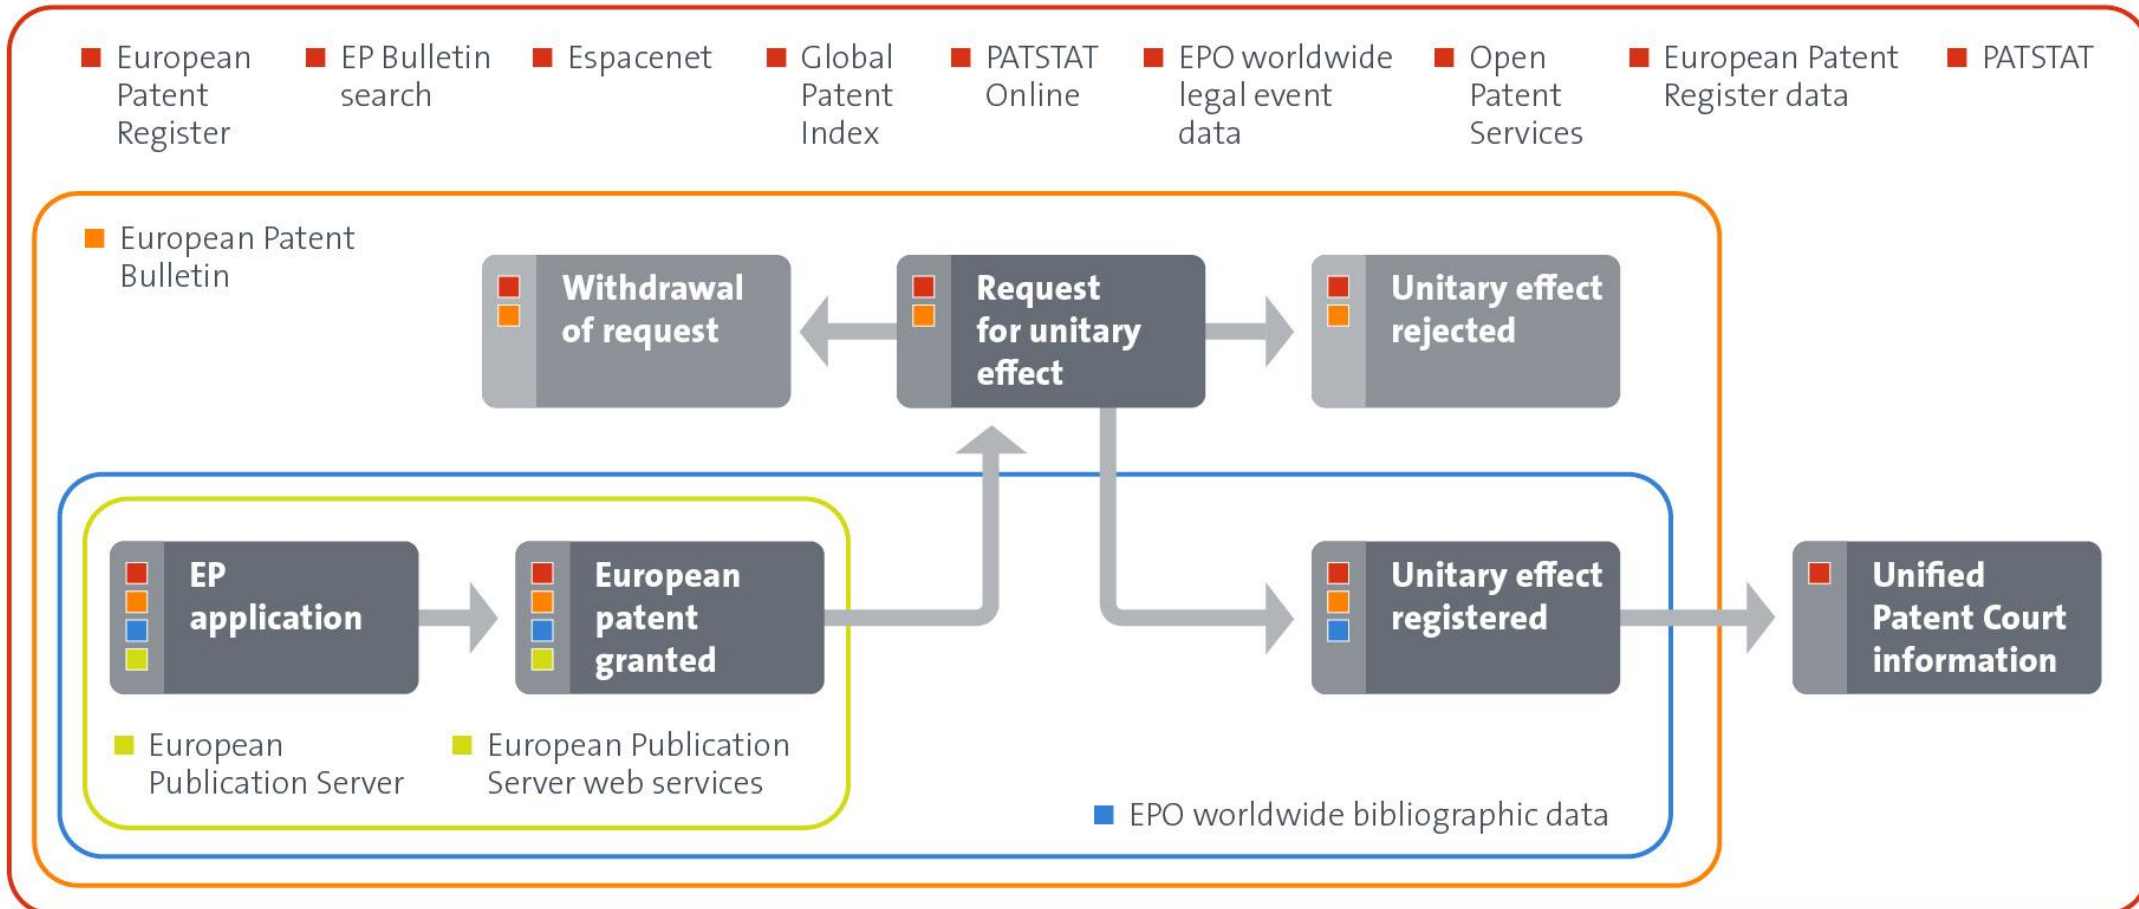 European
Patent
Register
EP Bulletin
search
Espacenet
Global
Patent
Index
PATSTAT
Online
EPO worldwide
legal event
data
Open
Patent
Services
European Patent
Register data
PATSTAT
European Patent
Bulletin
Withdrawal
of request
Request
for unitary
effect
Unitary effect
rejected
EP
application
European
patent
granted
Unitary effect
registered
Unified
Patent Court
information
European
Publication Server
European Publication
Server web services
EPO worldwide bibliographic data